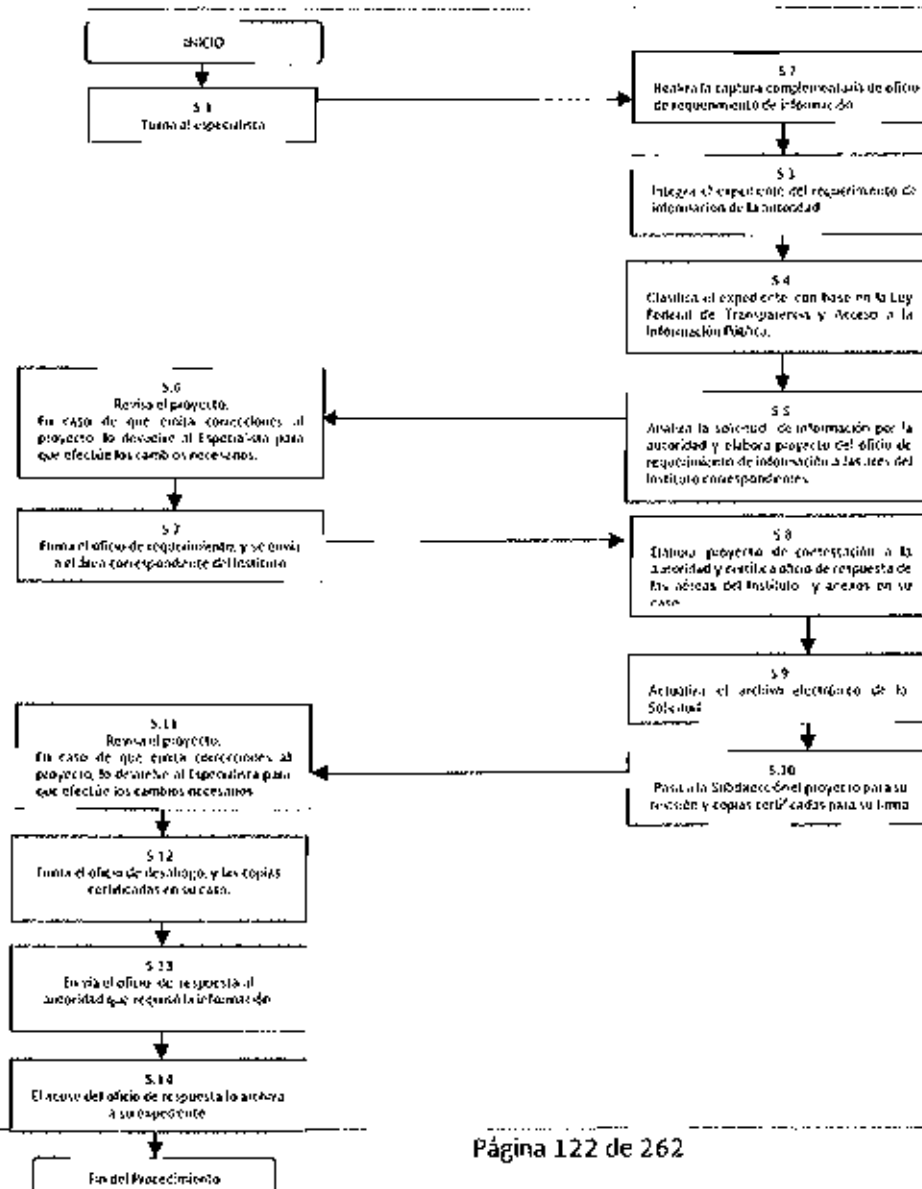 INICIO
5.1
Turna al especialista
5.2
Realiza la captura complementaria de oficio
de requerimiento de información
5.3
Integra el expediente del requerimiento de
información de la autoridad
5.4
Clasifica el expediente con base en la Ley
Federal de Transparencia y Acceso a la
Información Pública.
5.5
Analiza la solicitud de información por la
autoridad y elabora proyecto del oficio de
requerimiento de información a las del
Instituto correspondientes
5.6
Revisa el proyecto.
En caso de que emita correcciones al
proyecto, lo devuelve al Especialista para
que efectúe los cambios necesarios.
5.7
Firma el oficio de requerimiento, y se envía
a el área correspondiente del Instituto
5.8
Elabora proyecto de contestación a la
autoridad y certifica oficio de respuesta de
las aéreas del Instituto y anexos en su
caso
5.9
Actualiza el archivo electrónico de la
Solicitud
5.10
Pasa a la Subdirección el proyecto para su
revisión y copias certificadas para su firma
5.11
Revisa el proyecto.
En caso de que emita correcciones al
proyecto, lo devuelve al Especialista para
que efectúe los cambios necesarios
5.12
Firma el oficio de desahogo, y las copias
certificadas en su caso.
5.13
Envía el oficio de respuesta al
autoridad que requirió la información
5.14
El acuse del oficio de respuesta lo archiva
a su expediente
Fin del Procedimiento
Página 122 de 262